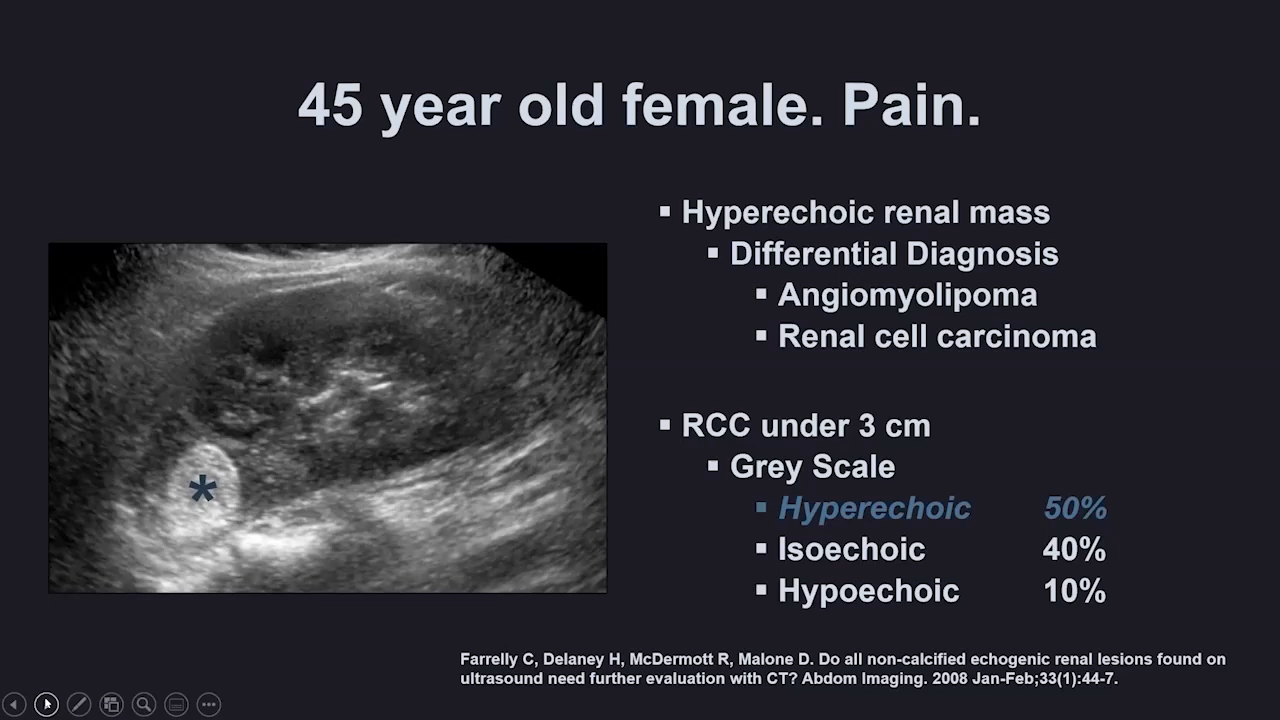 45 year old female. Pain.
Hyperechoic renal mass
Differential Diagnosis
Angiomyolipoma
Renal cell carcinoma
RCC under 3 cm
Grey Scale
Hyperechoic 50%
Isoechoic 40%
Hypoechoic 10%
*
Farrelly C, Delaney H, McDermott R, Malone D. Do all non-calcified echogenic renal lesions found on
ultrasound need further evaluation with CT? Abdom Imaging. 2008 Jan-Feb;33(1):44-7.